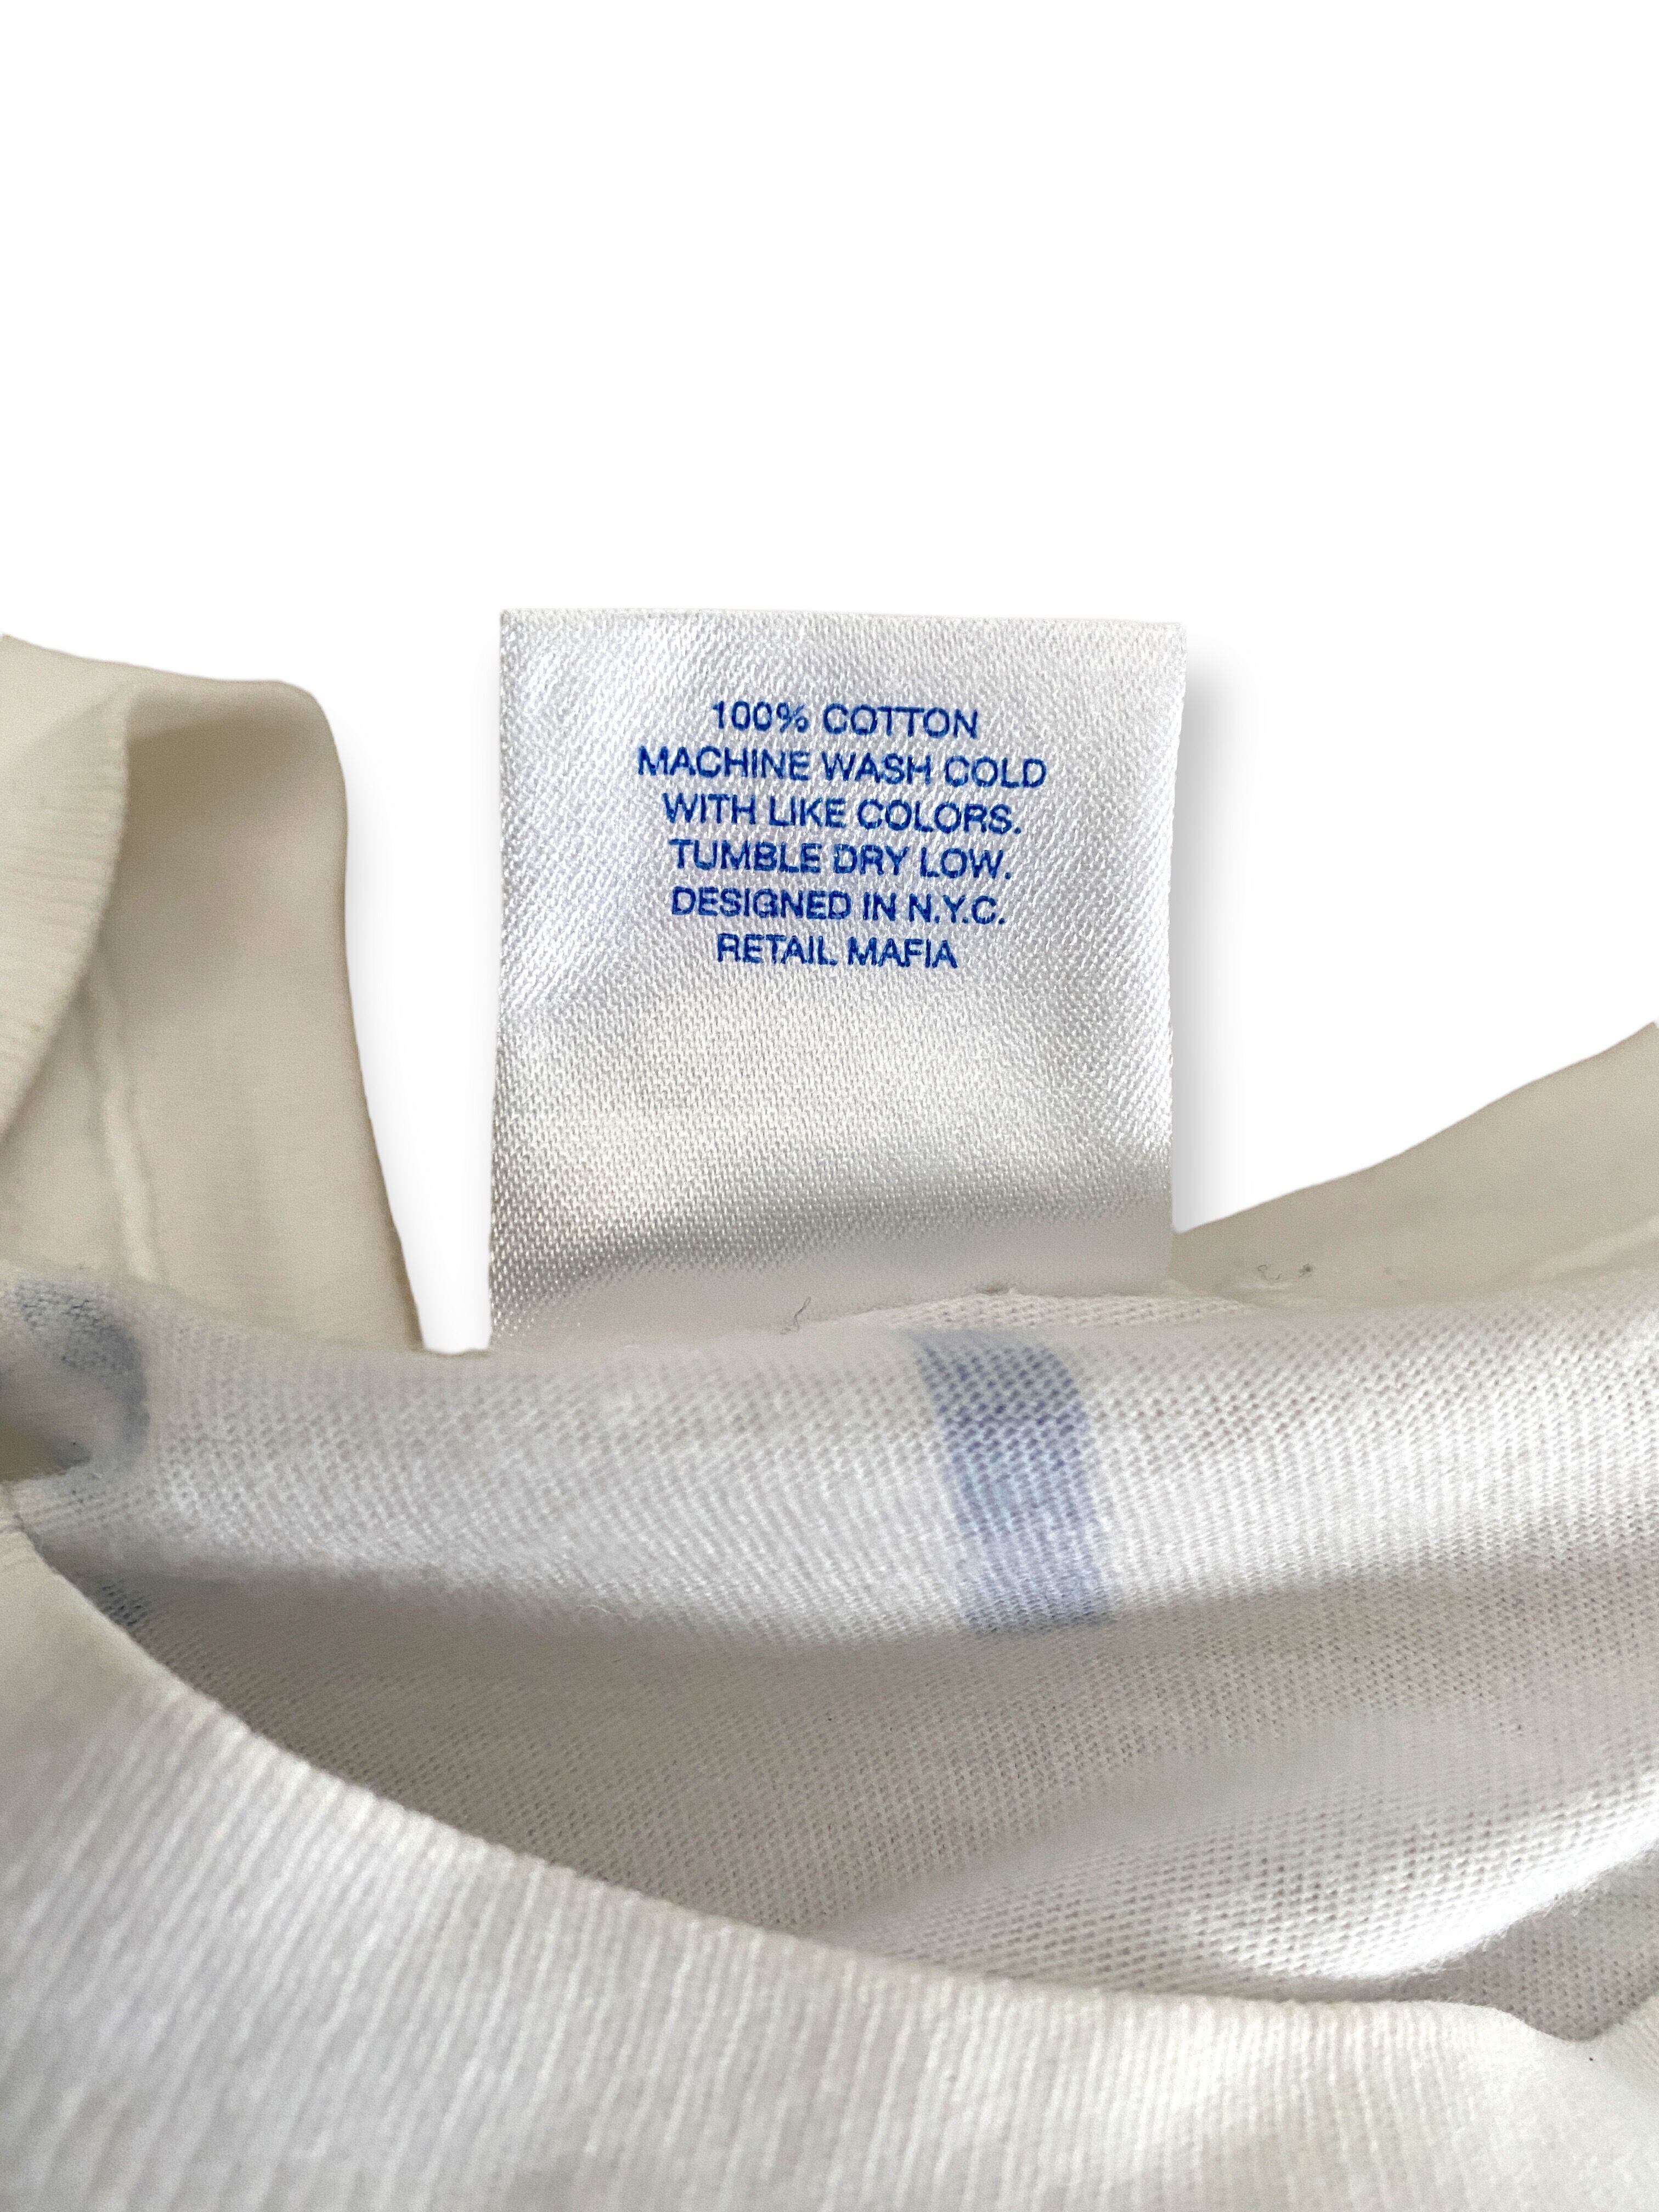 100% COTTON
MACHINE WASH COLD
WITH LIKE COLORS.
TUMBLE DRY LOW.
DESIGNED IN N.Y.C.
RETAIL MAFIA